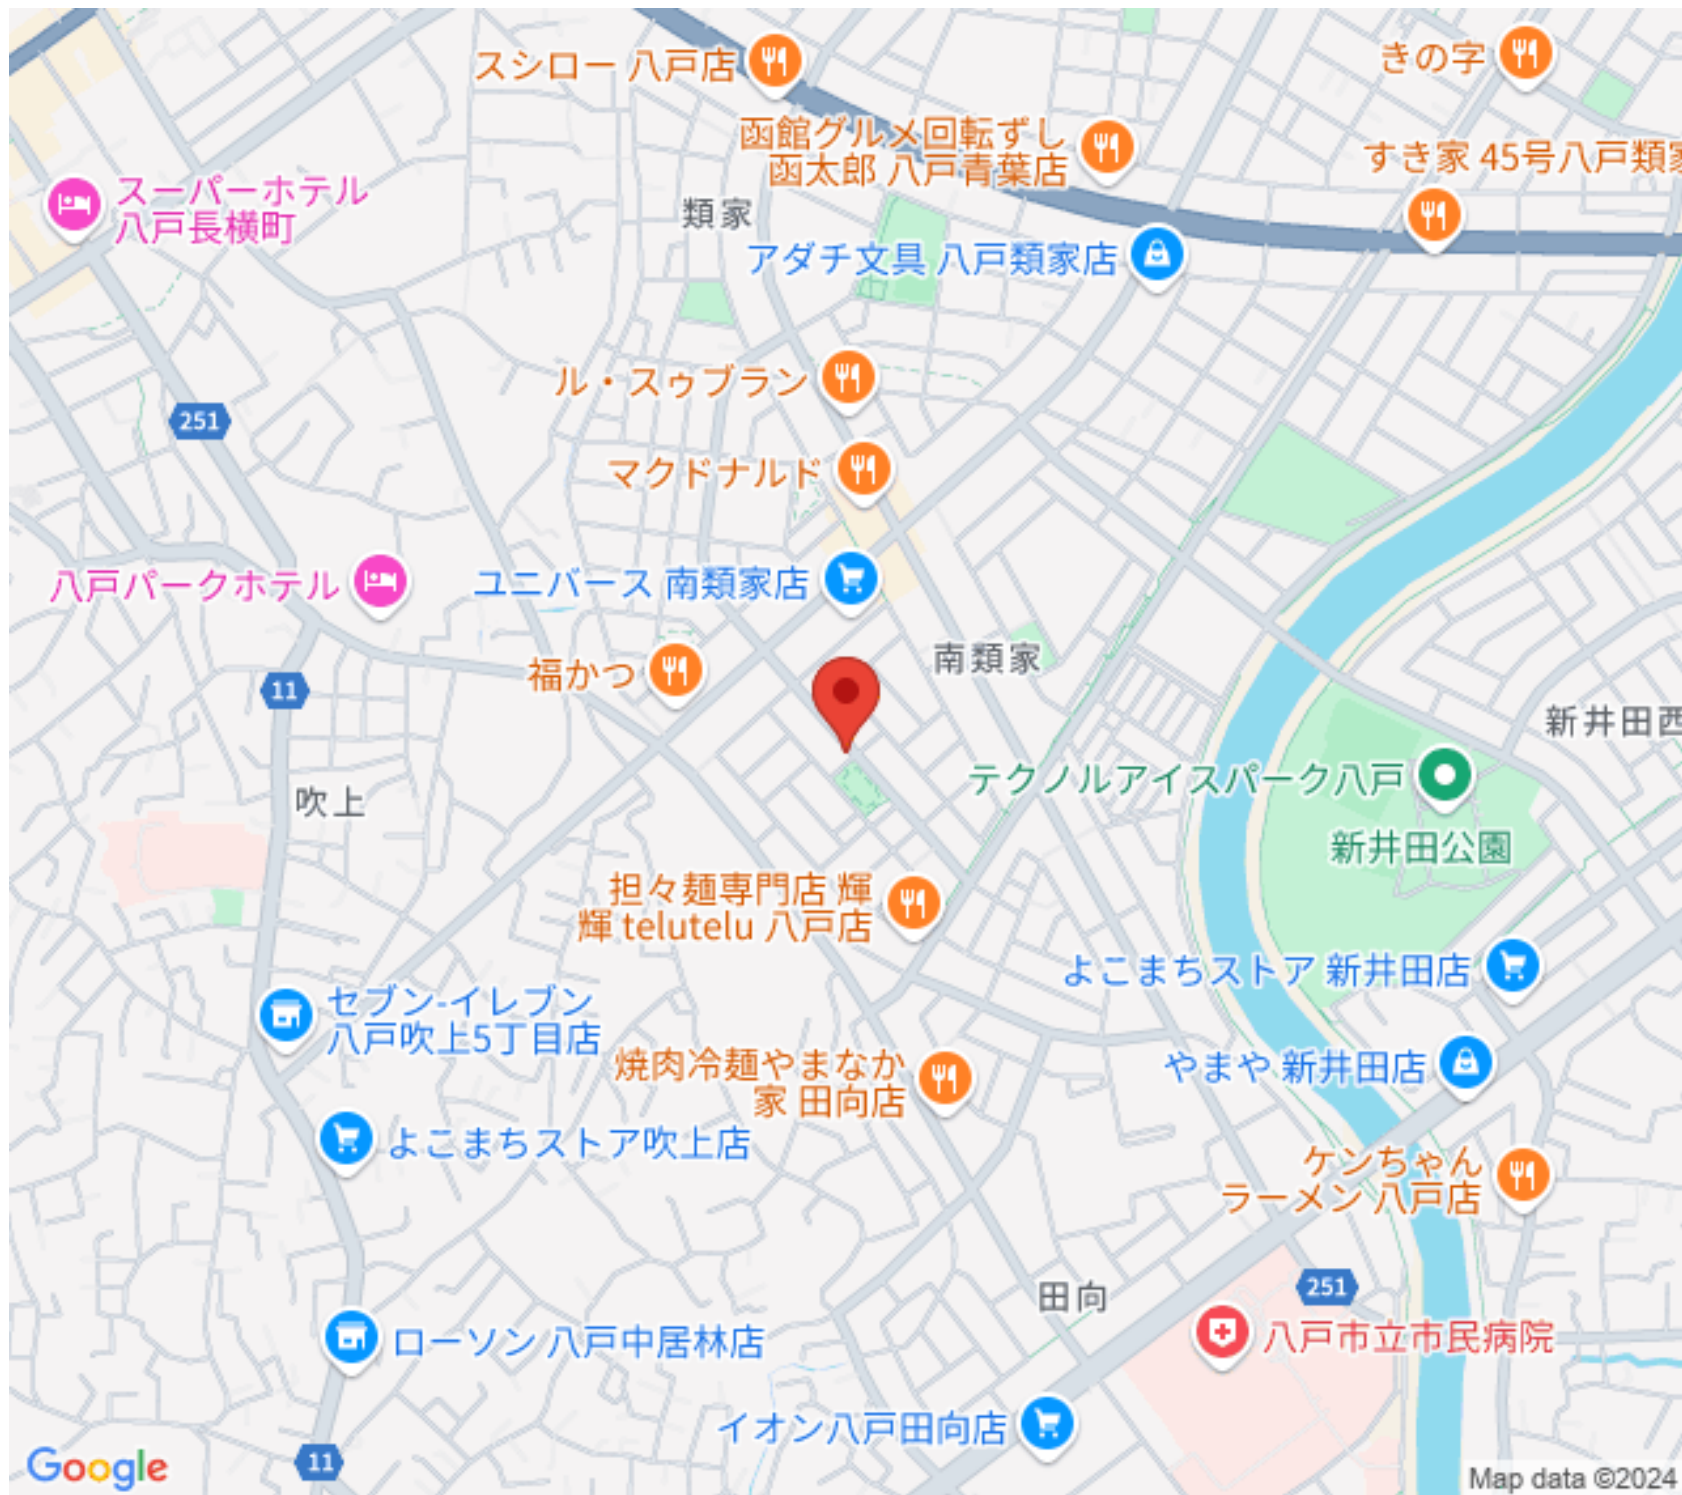 スシロー 八戸店
きの字
函館グルメ回転ずし
函太郎 八戸青葉店
すき家 45号八戸類家
スーパーホテル
八戸長横町
類家
アダチ文具 八戸類家店
ル・スゥブラン
251
マクドナルド
八戸パークホテル
ユニバース 南類家店
南類家
福かつ
11
新井田西
テクノルアイスパーク八戸
吹上
新井田公園
担々麺専門店 輝
輝 telutelu 八戸店
よこまちストア 新井田店
セブン-イレブン
八戸吹上5丁目店
焼肉冷麺やまなか
家 田向店
やまや 新井田店
よこまちストア吹上店
ケンちゃん
ラーメン 八戸店
田向
251
八戸市立市民病院
ローソン 八戸中居林店
イオン八戸田向店
11
Google
Map data ©2024